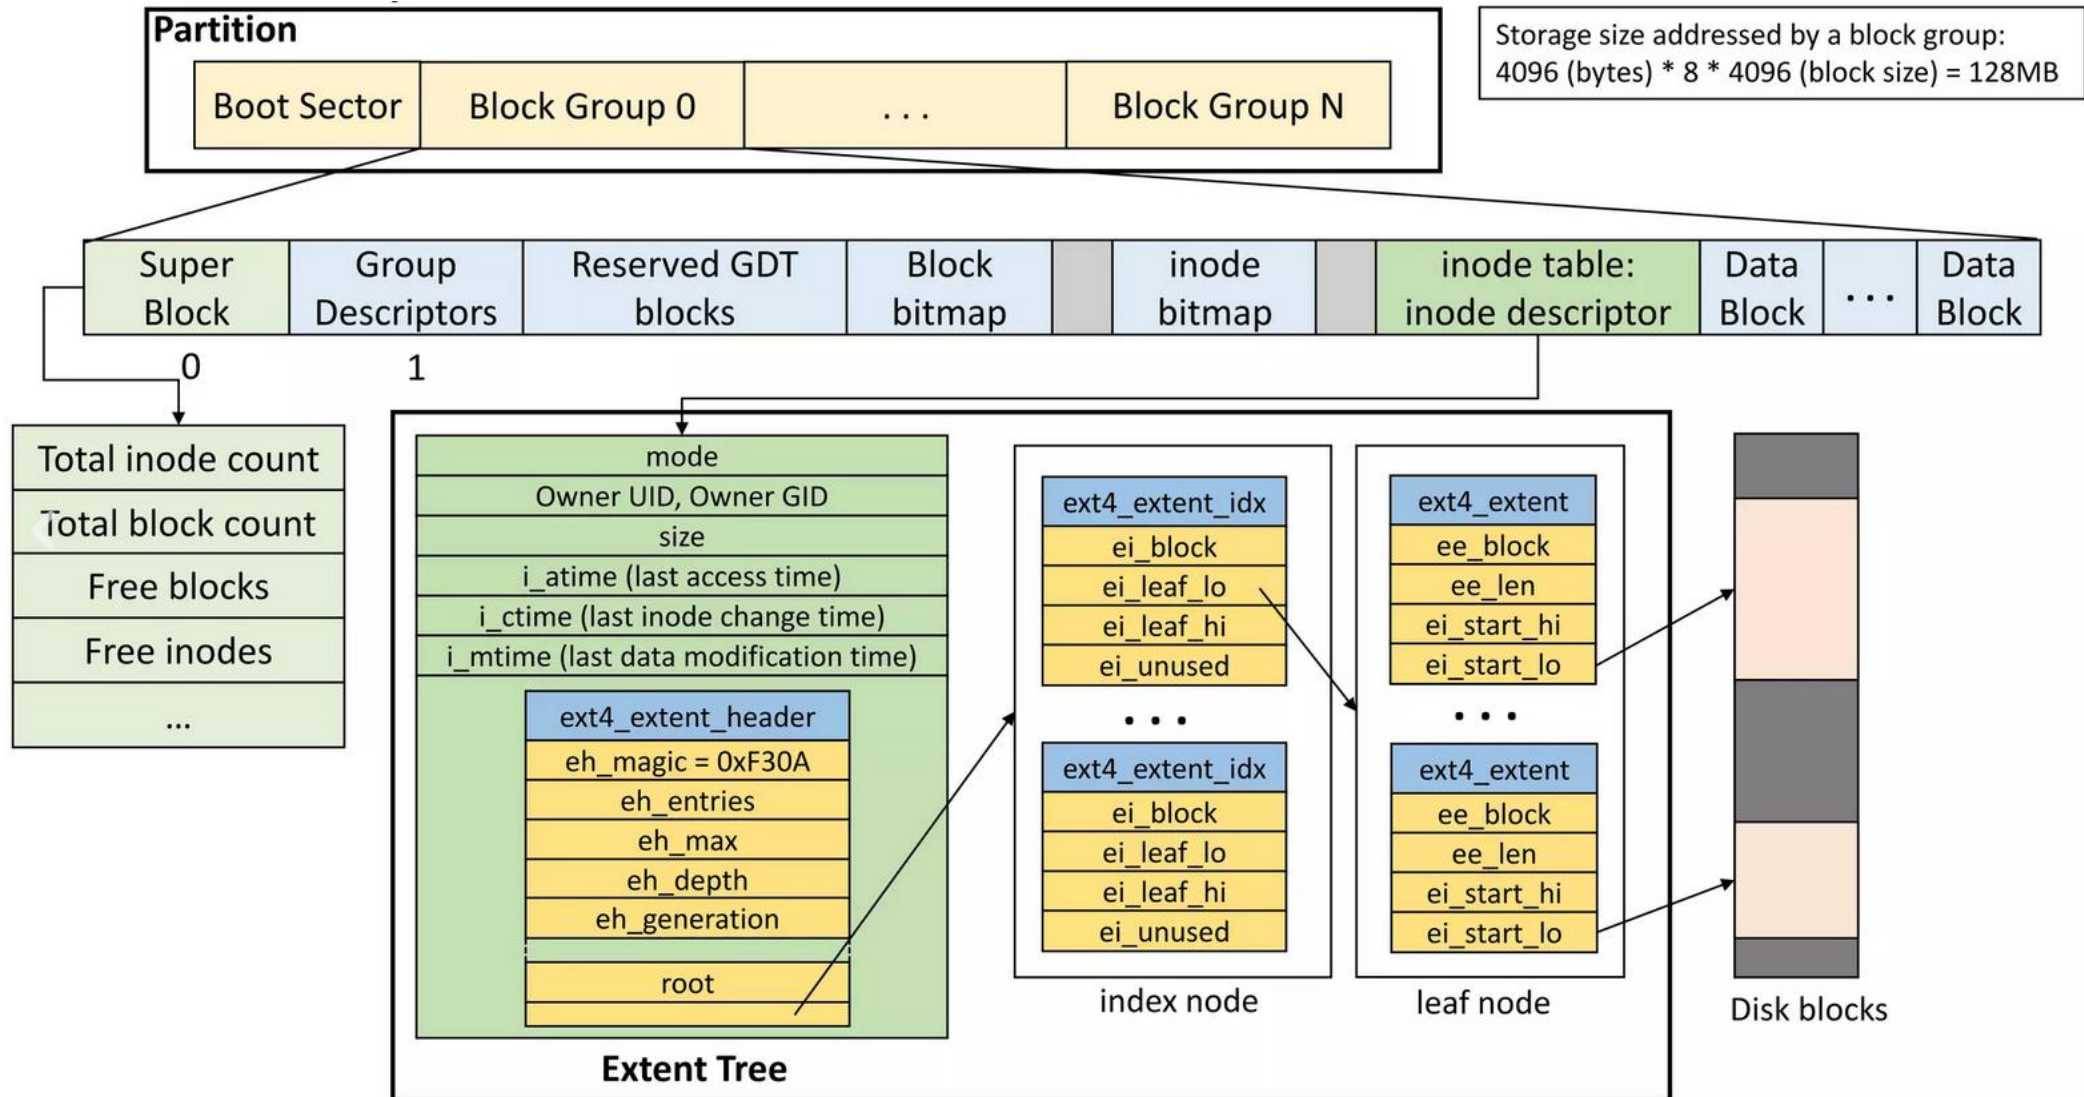 Partition
Boot Sector
Block Group 0
. . .
Block Group N
Storage size addressed by a block group:
4096 (bytes) * 8 * 4096 (block size) = 128MB
Super
Block
Group
Descriptors
Reserved GDT
blocks
Block
bitmap
inode
bitmap
inode table:
inode descriptor
Data
Block
...
Data
Block
0
1
Total inode count
Total block count
Free blocks
Free inodes
...
mode
Owner UID, Owner GID
size
i_atime (last access time)
i_ctime (last inode change time)
i_mtime (last data modification time)
ext4_extent_header
eh_magic = 0xF30A
eh_entries
eh_max
eh_depth
eh_generation
root
Extent Tree
ext4_extent_idx
ei_block
ei_leaf_lo
ei_leaf_hi
ei_unused
...
ext4_extent_idx
ei_block
ei_leaf_lo
ei_leaf_hi
ei_unused
index node
ext4_extent
ee_block
ee_len
ei_start_hi
ei_start_lo
...
ext4_extent
ee_block
ee_len
ei_start_hi
ei_start_lo
leaf node
Disk blocks